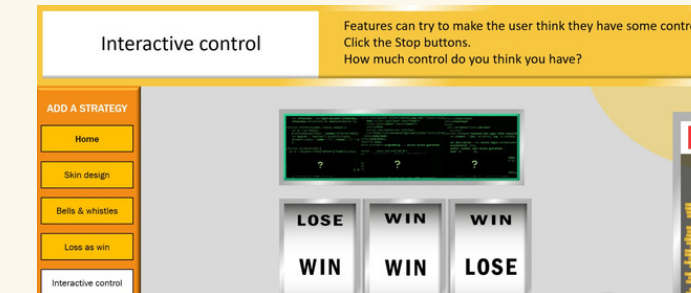 Interactive control
Features can try to make the user think they have some contr
Click the Stop buttons.
How much control do you think you have?
ADD A STRATEGY
Home
Skin design
Bells & whistles
Loss as win
Interactive control
? ? ?
LOSE WIN WIN
WIN WIN LOSE